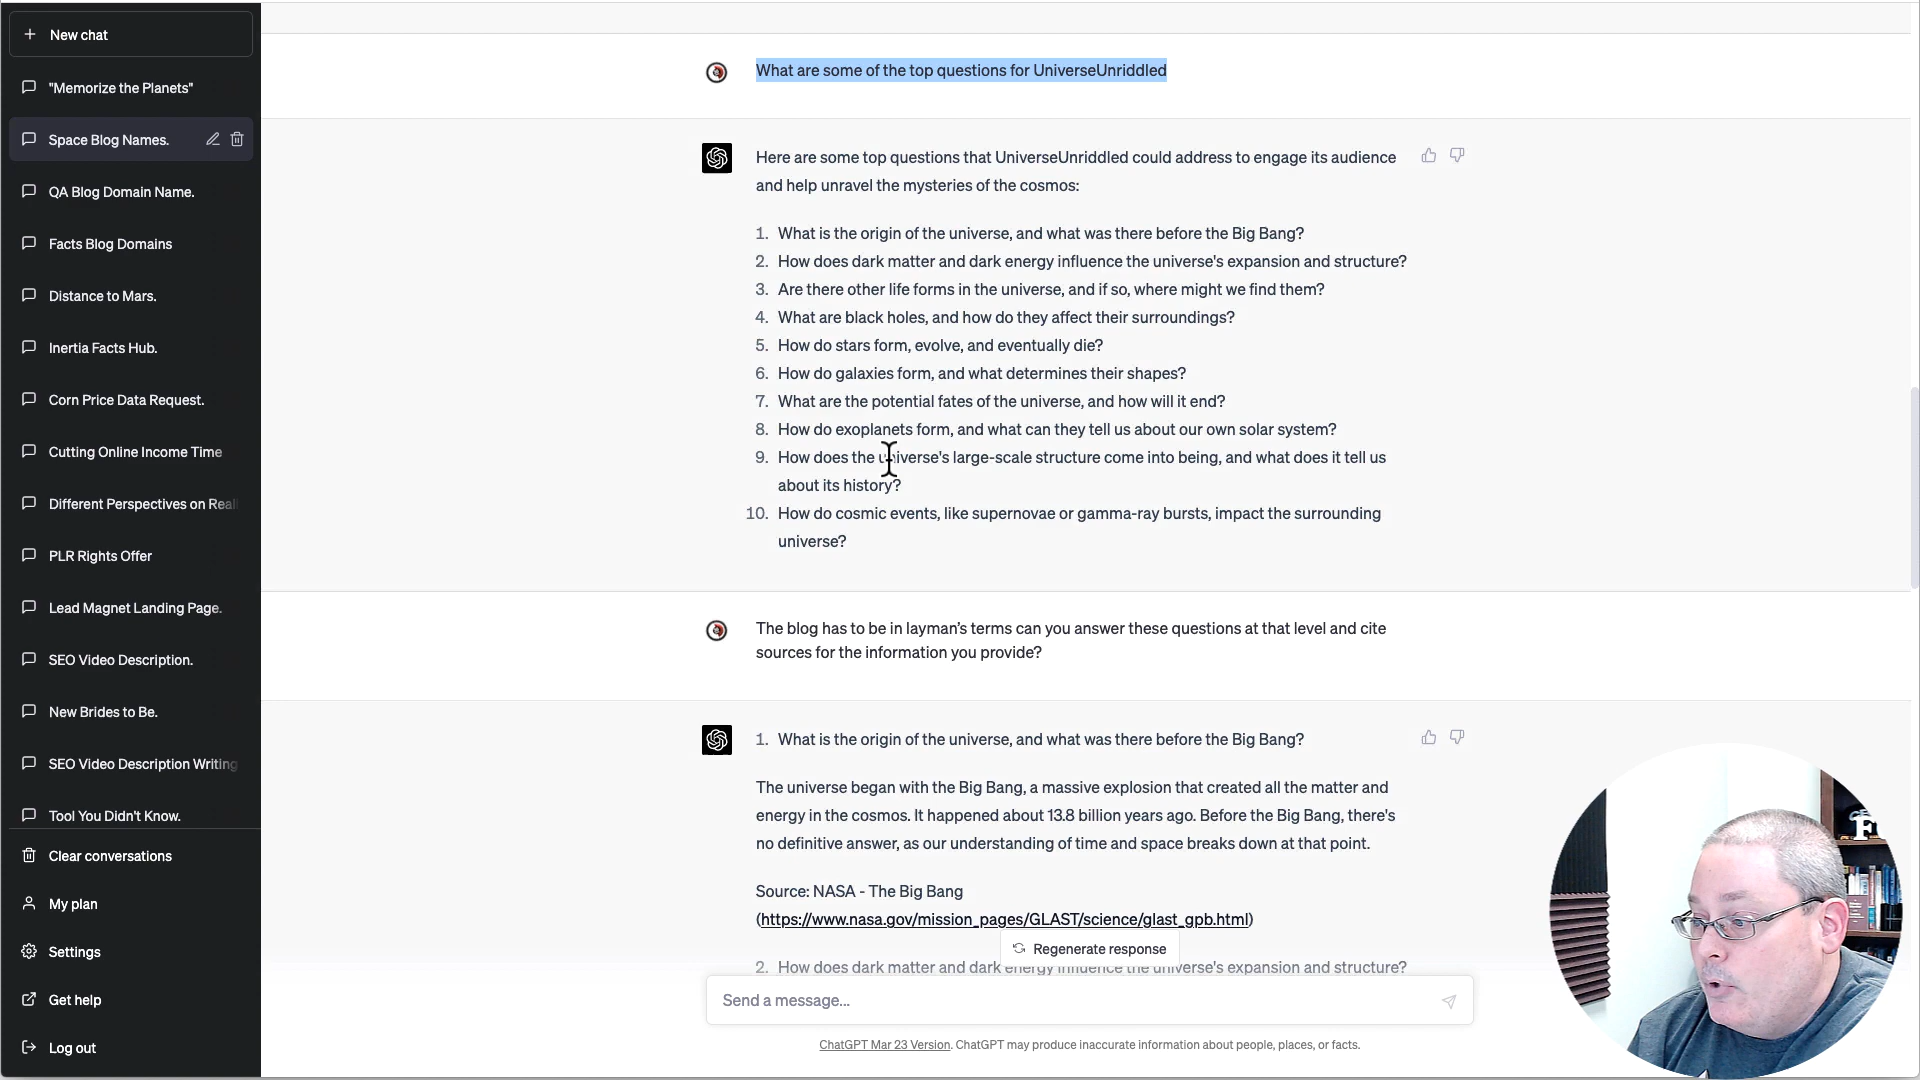 New chat
"Memorize the Planets"
Space Blog Names.
QA Blog Domain Name.
Facts Blog Domains
Distance to Mars.
Inertia Facts Hub.
Corn Price Data Request.
Cutting Online Income Time
Different Perspectives on Real
PLR Rights Offer
Lead Magnet Landing Page.
SEO Video Description.
New Brides to Be.
SEO Video Description Writing
Tool You Didn't Know.
Clear conversations
My plan
Settings
Get help
Log out
What are some of the top questions for UniverseUnriddled
Here are some top questions that UniverseUnriddled could address to engage its audience
and help unravel the mysteries of the cosmos:
1. What is the origin of the universe, and what was there before the Big Bang?
2. How does dark matter and dark energy influence the universe's expansion and structure?
3. Are there other life forms in the universe, and if so, where might we find them?
4. What are black holes, and how do they affect their surroundings?
5. How do stars form, evolve, and eventually die?
6. How do galaxies form, and what determines their shapes?
7. What are the potential fates of the universe, and how will it end?
8. How do exoplanets form, and what can they tell us about our own solar system?
9. How does the universe's large-scale structure come into being, and what does it tell us
about its history?
10. How do cosmic events, like supernovae or gamma-ray bursts, impact the surrounding
universe?
The blog has to be in layman's terms can you answer these questions at that level and cite
sources for the information you provide?
1. What is the origin of the universe, and what was there before the Big Bang?
The universe began with the Big Bang, a massive explosion that created all the matter and
energy in the cosmos. It happened about 13.8 billion years ago. Before the Big Bang, there's
no definitive answer, as our understanding of time and space breaks down at that point.
Source: NASA - The Big Bang
(https://www.nasa.gov/mission_pages/GLAST/science/glast_gpb.html)
Regenerate response
2. How does dark matter and dark energy influence the universe's expansion and structure?
Send a message...
ChatGPT Mar 23 Version. ChatGPT may produce inaccurate information about people, places, or facts.